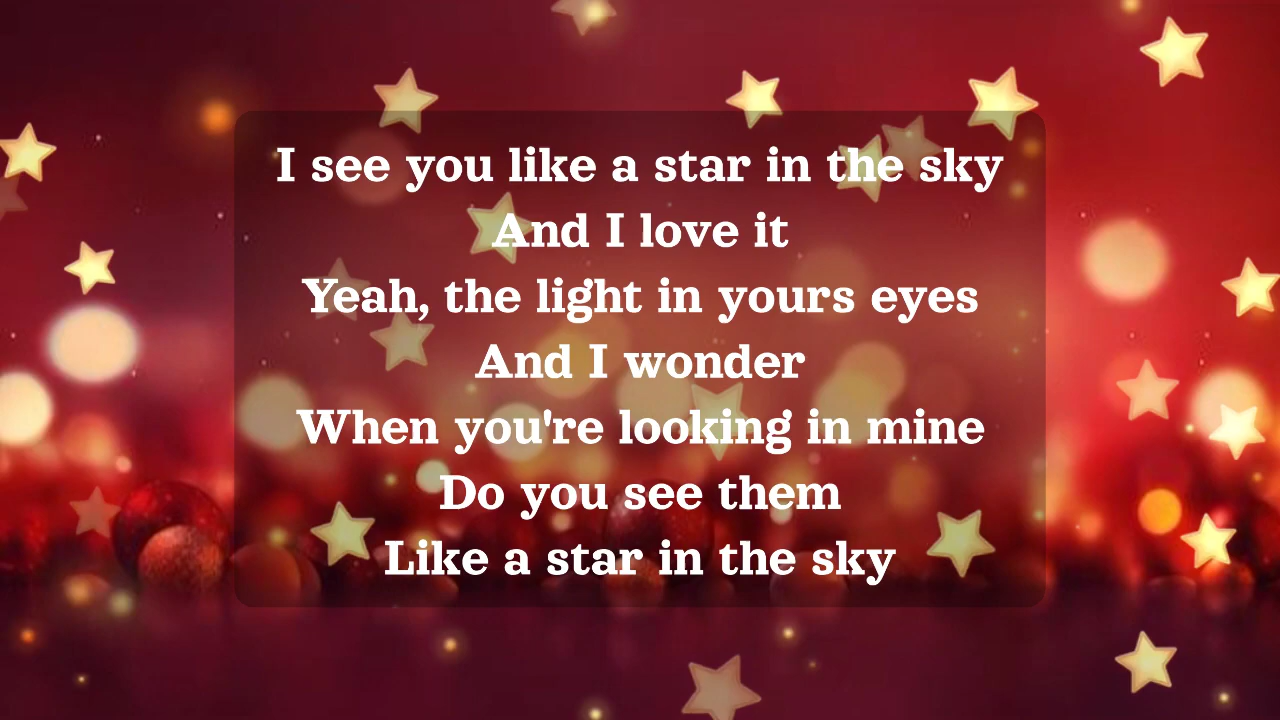 I see you like a star in the sky
And I love it
Yeah, the light in yours eyes
And I wonder
When you're looking in mine
Do you see them
Like a star in the sky